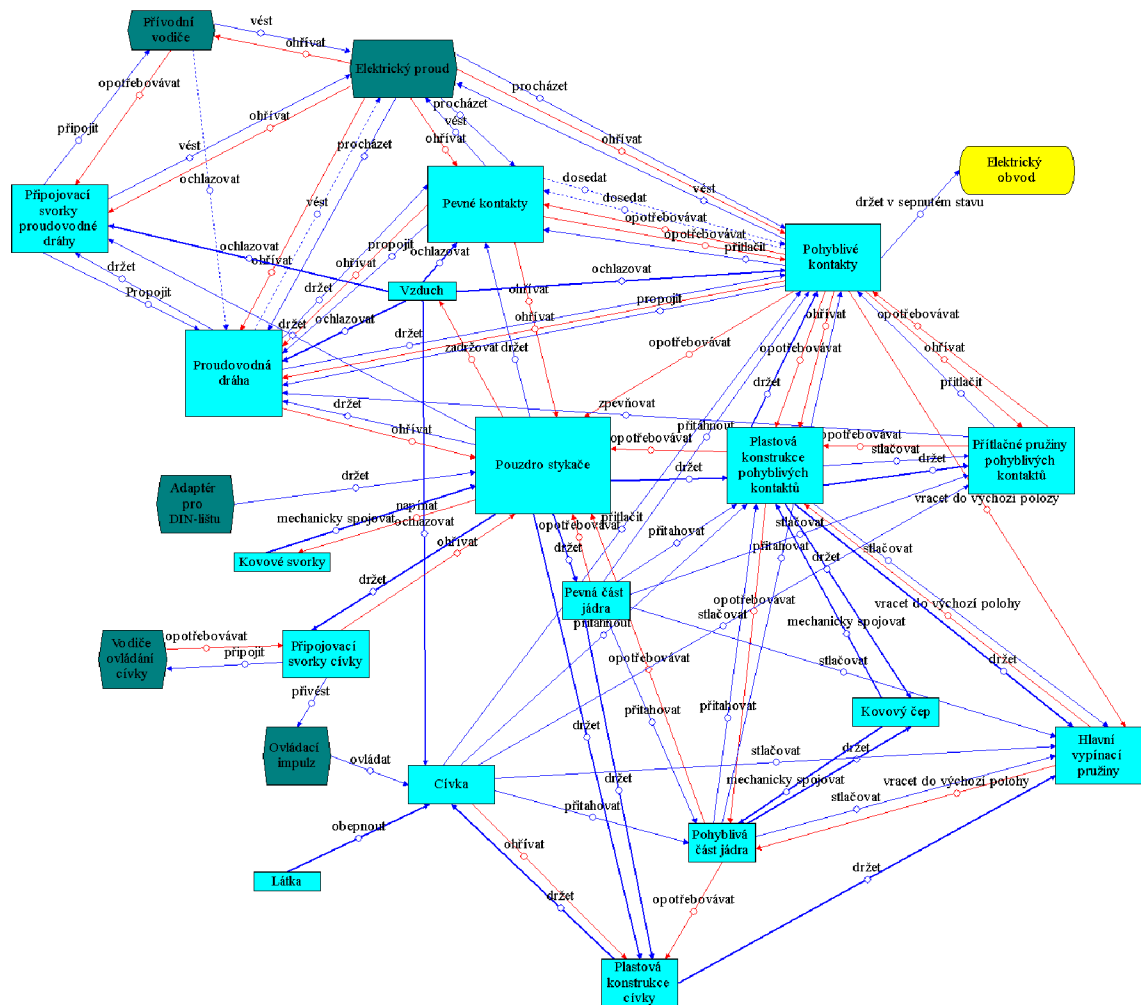 Přívodní
vodiče
vést
ohřívat
Elektrický proud
opotřebovávat
procházet
připojit
ohřívat
vést
procházet
procházet
vést
ohřívat
ohřívat
Elektrický
obvod
ochlazovat
dosedat
dosedat
vést
držet v sepnutém stavu
Připojovací
svorky
proudovodné
dráhy
Pevné kontakty
vést
opotřebovávat
opotřebovávat
přitlačit
Pohyblivé
kontakty
ochlazovat
ohřívat
propojit
ohřívat
ochlazovat
držet
Propojit
Vzduch
ochlazovat
propojit
držet
ohřívat
ohřívat
držet
ochlazovat
držet
Proudovodná
dráha
zadržovat
držet
opotřebovávat
ohřívat
opotřebovávat
držet
opotřebovávat
ohřívat
přitlačit
zpevňovat
přitáhnout
držet
ohřívat
Pouzdro stykače
opotřebovávat
Plastová
konstrukce
pohyblivých
kontaktů
opotřebovávat
stlačovat
držet
Přítlačné pružiny
pohyblivých
kontaktů
držet
držet
Adaptér
pro
DIN-lištu
napínat
mechanicky spojovat
ochazovat
vracet do výchozí polozy
přitlačit
opotřebovávat
ohřívat
držet
přitahovat
přitahovat
stlačovat
držet
stlačovat
Kovové svorky
držet
Pevná část
jádra
opotřebovávat
vracet do výchozí polohy
mechanicky spojovat
přitáhnout
stlačovat
Vodiče
ovládání
cívky
opotřebovávat
připojit
Připojovací
svorky cívky
opotřebovávat
stlačovat
držet
přivést
přitahovat
přitahovat
Kovový čep
držet
Ovládací
impulz
ovládat
stlačovat
držet
Hlavní
vypínací
pružiny
Cívka
držet
mechanicky spojovat
vracet do výchozí polohy
přitahovat
stlačovat
obepnout
Pohyblivá
část jádra
ohřívat
držet
Látka
držet
opotřebovávat
Plastová
konstrukce
cívky